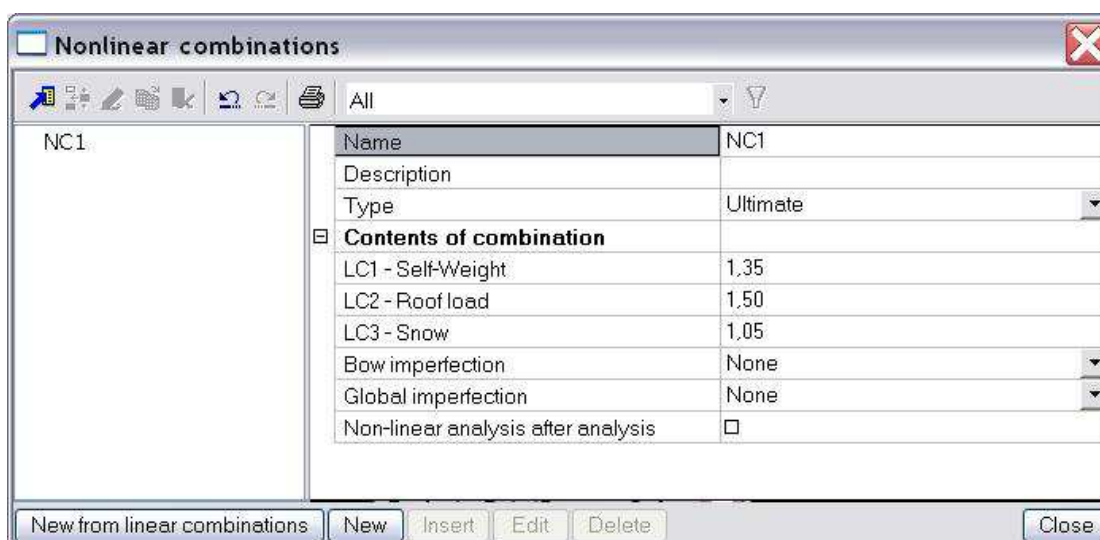 Nonlinear combinations
All
NC1
Name NC1
Description
Type Ultimate
Contents of combination
LC1 - Self-Weight 1,35
LC2 - Roof load 1,50
LC3 - Snow 1,05
Bow imperfection None
Global imperfection None
Non-linear analysis after analysis
New from linear combinations New Insert Edit Delete Close